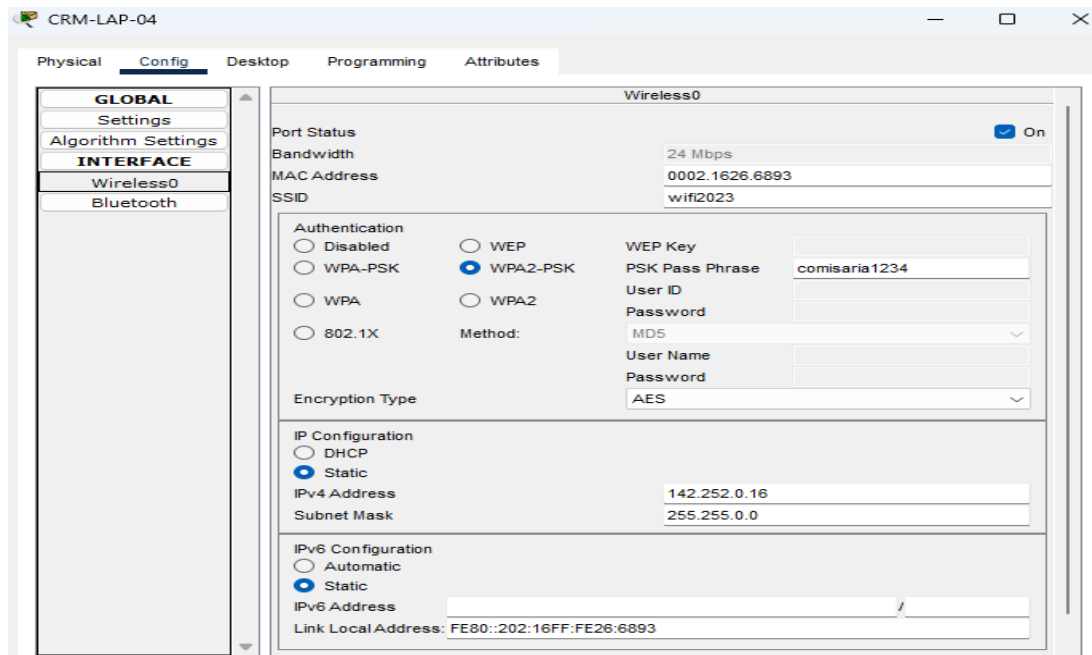 CRM-LAP-04
Physical Config Desktop Programming Attributes
GLOBAL
Settings
Algorithm Settings
INTERFACE
Wireless0
Bluetooth
Wireless0
Port Status On
Bandwidth 24 Mbps
MAC Address 0002.1626.6893
SSID wifi2023
Authentication
Disabled WEP WEP Key
WPA-PSK WPA2-PSK PSK Pass Phrase comisaria1234
User ID
WPA WPA2
Password
802.1X Method: MD5
User Name
Password
Encryption Type AES
IP Configuration
DHCP
Static
IPv4 Address 142.252.0.16
Subnet Mask 255.255.0.0
IPv6 Configuration
Automatic
Static
IPv6 Address /
Link Local Address: FE80::202:16FF:FE26:6893